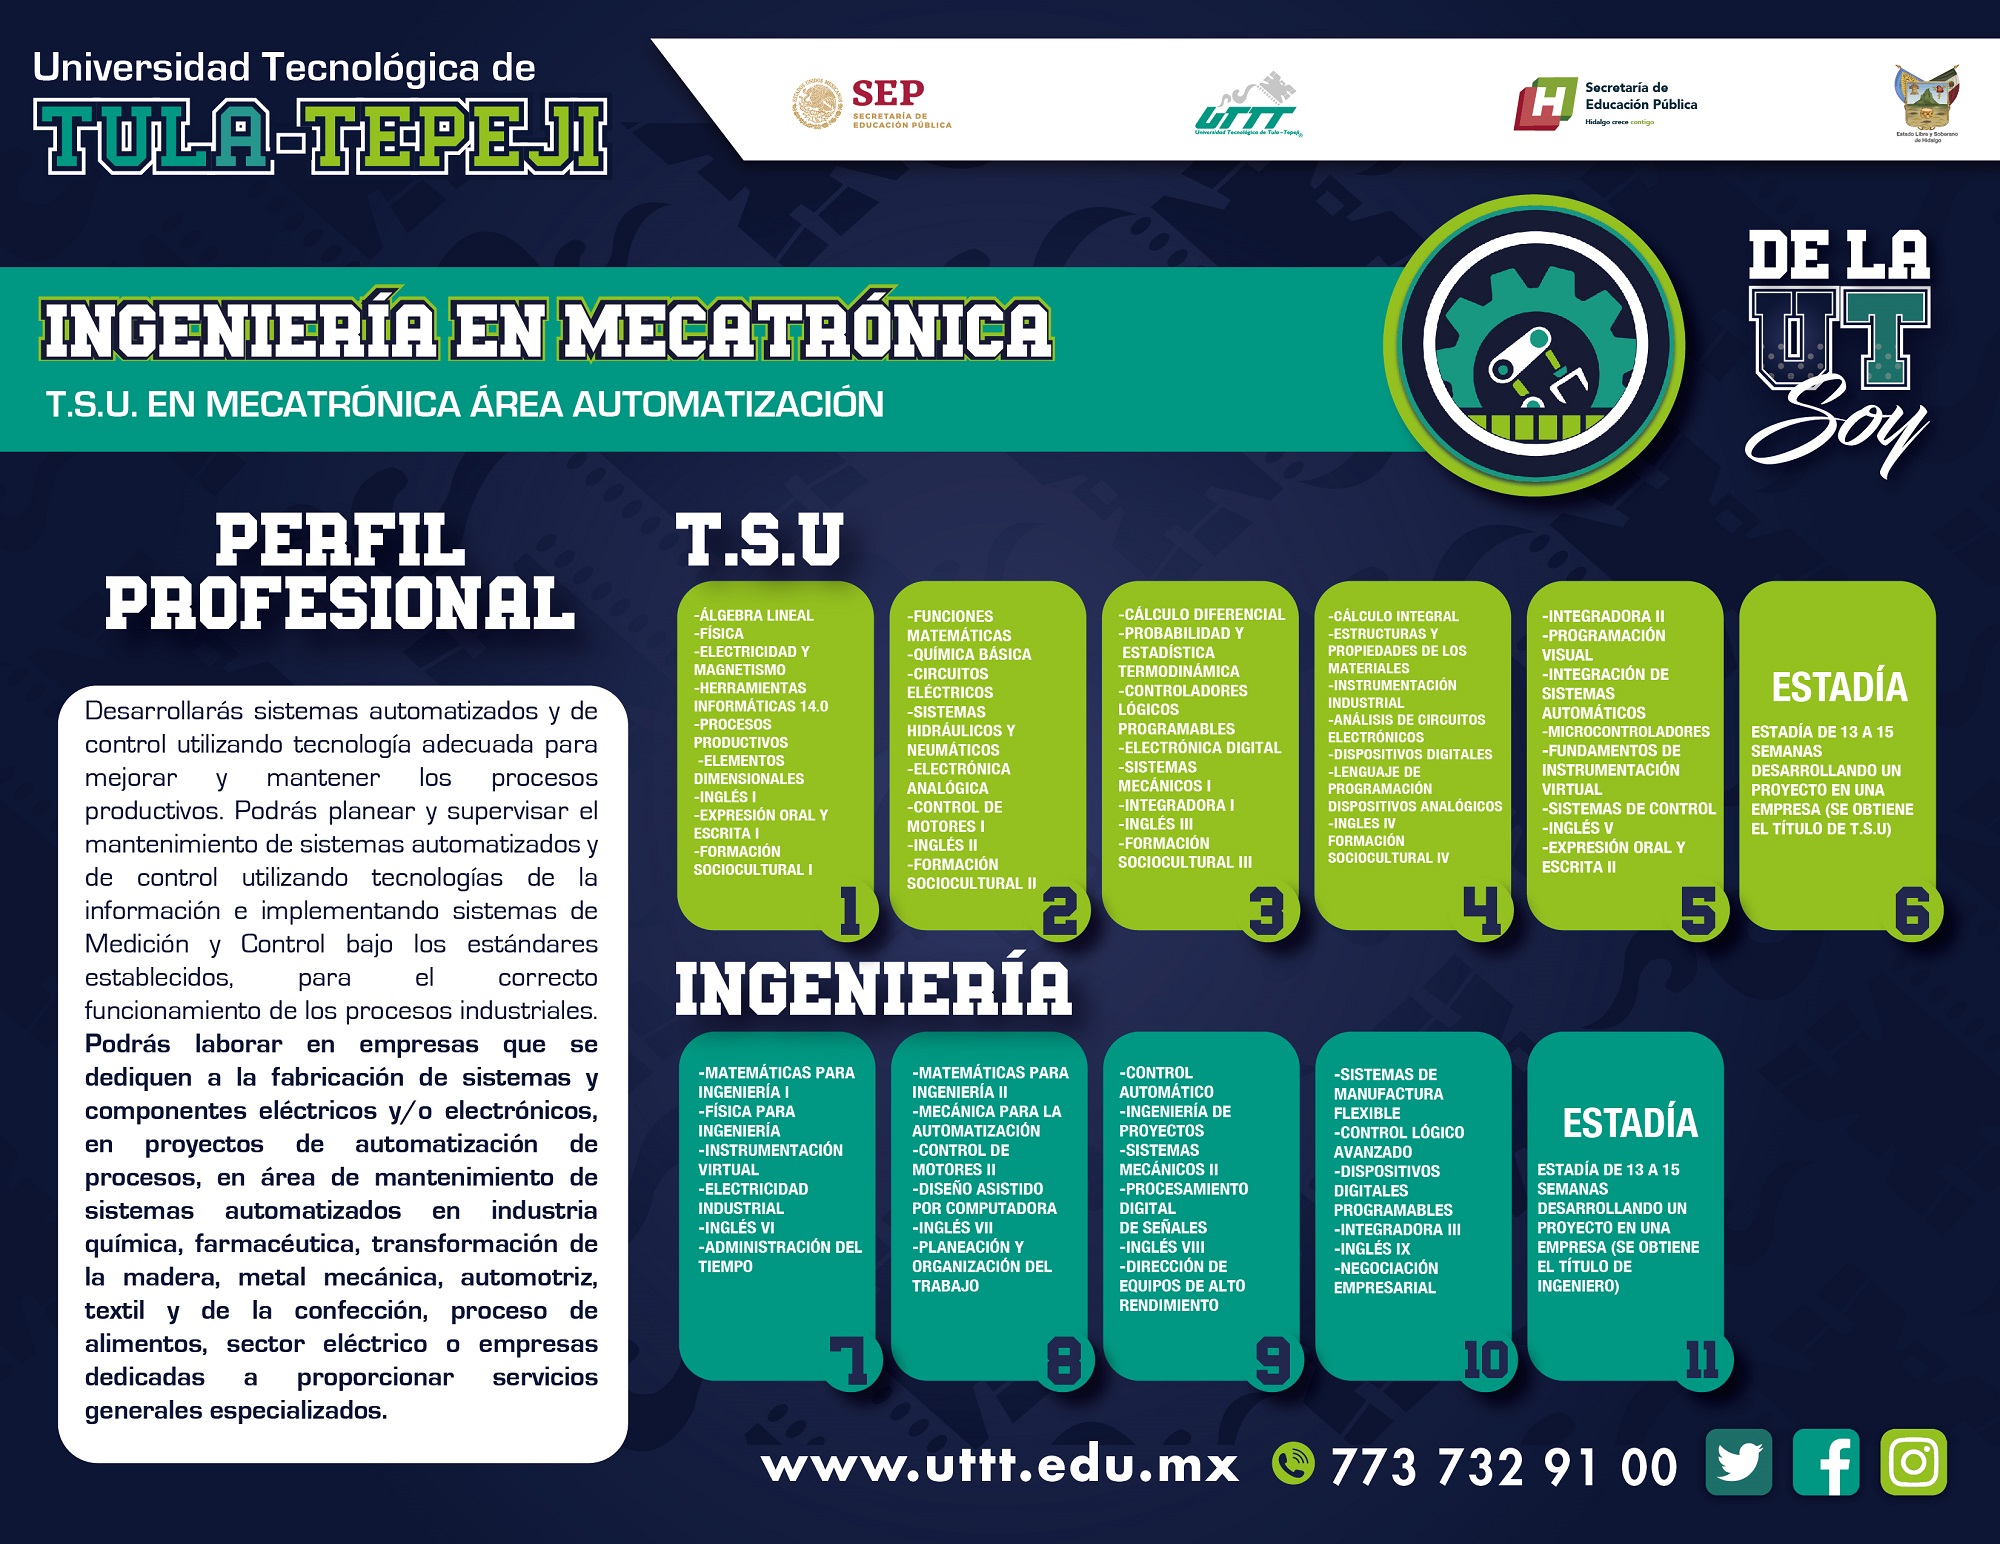 Universidad Tecnológica de
TULA-TEPEJI
SEP
SECRETARÍA DE
EDUCACIÓN PÚBLICA
UTTT
Universidad Tecnológica de Tula-Tepeji
H
Secretaría de
Educación Pública
Hidalgo crece contigo
Estado Libre y Soberano
de Hidalgo
INGENIERÍA EN MECATRÓNICA
T.S.U. EN MECATRÓNICA ÁREA AUTOMATIZACIÓN
DE LA
UT
Soy
PERFIL
PROFESIONAL
Desarrollarás sistemas automatizados y de
control utilizando tecnología adecuada para
mejorar y mantener los procesos
productivos. Podrás planear y supervisar el
mantenimiento de sistemas automatizados y
de control utilizando tecnologías de la
información e implementando sistemas de
Medición y Control bajo los estándares
establecidos, para el correcto
funcionamiento de los procesos industriales.
Podrás laborar en empresas que se
dediquen a la fabricación de sistemas y
componentes eléctricos y/o electrónicos,
en proyectos de automatización de
procesos, en área de mantenimiento de
sistemas automatizados en industria
química, farmacéutica, transformación de
la madera, metal mecánica, automotriz,
textil y de la confección, proceso de
alimentos, sector eléctrico o empresas
dedicadas a proporcionar servicios
generales especializados.
T.S.U
-ÁLGEBRA LINEAL
-FÍSICA
-ELECTRICIDAD Y
MAGNETISMO
-HERRAMIENTAS
INFORMÁTICAS 14.0
-PROCESOS
PRODUCTIVOS
-ELEMENTOS
DIMENSIONALES
-INGLÉS I
-EXPRESIÓN ORAL Y
ESCRITA I
-FORMACIÓN
SOCIOCULTURAL I
1
-FUNCIONES
MATEMÁTICAS
-QUÍMICA BÁSICA
-CIRCUITOS
ELÉCTRICOS
-SISTEMAS
HIDRÁULICOS Y
NEUMÁTICOS
-ELECTRÓNICA
ANALÓGICA
-CONTROL DE
MOTORES I
-INGLÉS II
-FORMACIÓN
SOCIOCULTURAL II
2
-CÁLCULO DIFERENCIAL
-PROBABILIDAD Y
ESTADÍSTICA
TERMODINÁMICA
-CONTROLADORES
LÓGICOS
PROGRAMABLES
-ELECTRÓNICA DIGITAL
-SISTEMAS
MECÁNICOS I
-INTEGRADORA I
-INGLÉS III
-FORMACIÓN
SOCIOCULTURAL III
3
-CÁLCULO INTEGRAL
-ESTRUCTURAS Y
PROPIEDADES DE LOS
MATERIALES
-INSTRUMENTACIÓN
INDUSTRIAL
-ANÁLISIS DE CIRCUITOS
ELECTRÓNICOS
-DISPOSITIVOS DIGITALES
-LENGUAJE DE
PROGRAMACIÓN
DISPOSITIVOS ANALÓGICOS
-INGLES IV
FORMACIÓN
SOCIOCULTURAL IV
4
-INTEGRADORA II
-PROGRAMACIÓN
VISUAL
-INTEGRACIÓN DE
SISTEMAS
AUTOMÁTICOS
-MICROCONTROLADORES
-FUNDAMENTOS DE
INSTRUMENTACIÓN
VIRTUAL
-SISTEMAS DE CONTROL
-INGLÉS V
-EXPRESIÓN ORAL Y
ESCRITA II
5
ESTADÍA
ESTADÍA DE 13 A 15
SEMANAS
DESARROLLANDO UN
PROYECTO EN UNA
EMPRESA (SE OBTIENE
EL TÍTULO DE T.S.U)
6
INGENIERÍA
-MATEMÁTICAS PARA
INGENIERÍA I
-FÍSICA PARA
INGENIERÍA
-INSTRUMENTACIÓN
VIRTUAL
-ELECTRICIDAD
INDUSTRIAL
-INGLÉS VI
-ADMINISTRACIÓN DEL
TIEMPO
7
-MATEMÁTICAS PARA
INGENIERÍA II
-MECÁNICA PARA LA
AUTOMATIZACIÓN
-CONTROL DE
MOTORES II
-DISEÑO ASISTIDO
POR COMPUTADORA
-INGLÉS VII
-PLANEACIÓN Y
ORGANIZACIÓN DEL
TRABAJO
8
-CONTROL
AUTOMÁTICO
-INGENIERÍA DE
PROYECTOS
-SISTEMAS
MECÁNICOS II
-PROCESAMIENTO
DIGITAL
DE SEÑALES
-INGLÉS VIII
-DIRECCIÓN DE
EQUIPOS DE ALTO
RENDIMIENTO
9
-SISTEMAS DE
MANUFACTURA
FLEXIBLE
-CONTROL LÓGICO
AVANZADO
-DISPOSITIVOS
DIGITALES
PROGRAMABLES
-INTEGRADORA III
-INGLÉS IX
-NEGOCIACIÓN
EMPRESARIAL
10
ESTADÍA
ESTADÍA DE 13 A 15
SEMANAS
DESARROLLANDO UN
PROYECTO EN UNA
EMPRESA (SE OBTIENE
EL TÍTULO DE
INGENIERO)
11
www.uttt.edu.mx 773 732 91 00